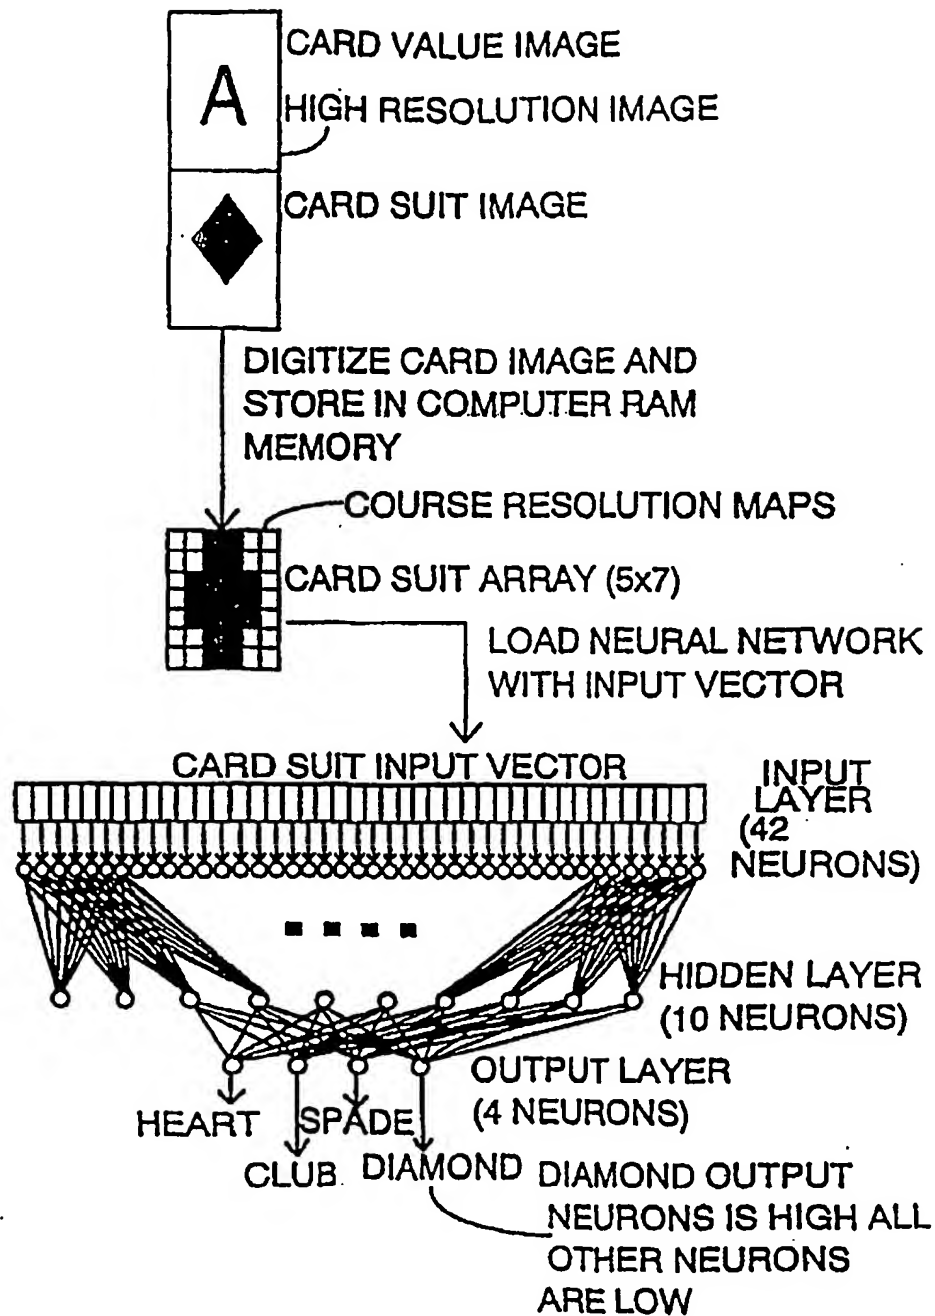 CARD VALUE IMAGE
A
HIGH RESOLUTION IMAGE
CARD SUIT IMAGE
DIGITIZE CARD IMAGE AND
STORE IN COMPUTER RAM
MEMORY
COURSE RESOLUTION MAPS
CARD SUIT ARRAY (5x7)
LOAD NEURAL NETWORK
WITH INPUT VECTOR
CARD SUIT INPUT VECTOR
INPUT
LAYER
(42
NEURONS)
HIDDEN LAYER
(10 NEURONS)
OUTPUT LAYER
(4 NEURONS)
HEART
SPADE
CLUB
DIAMOND
DIAMOND OUTPUT
NEURONS IS HIGH ALL
OTHER NEURONS
ARE LOW